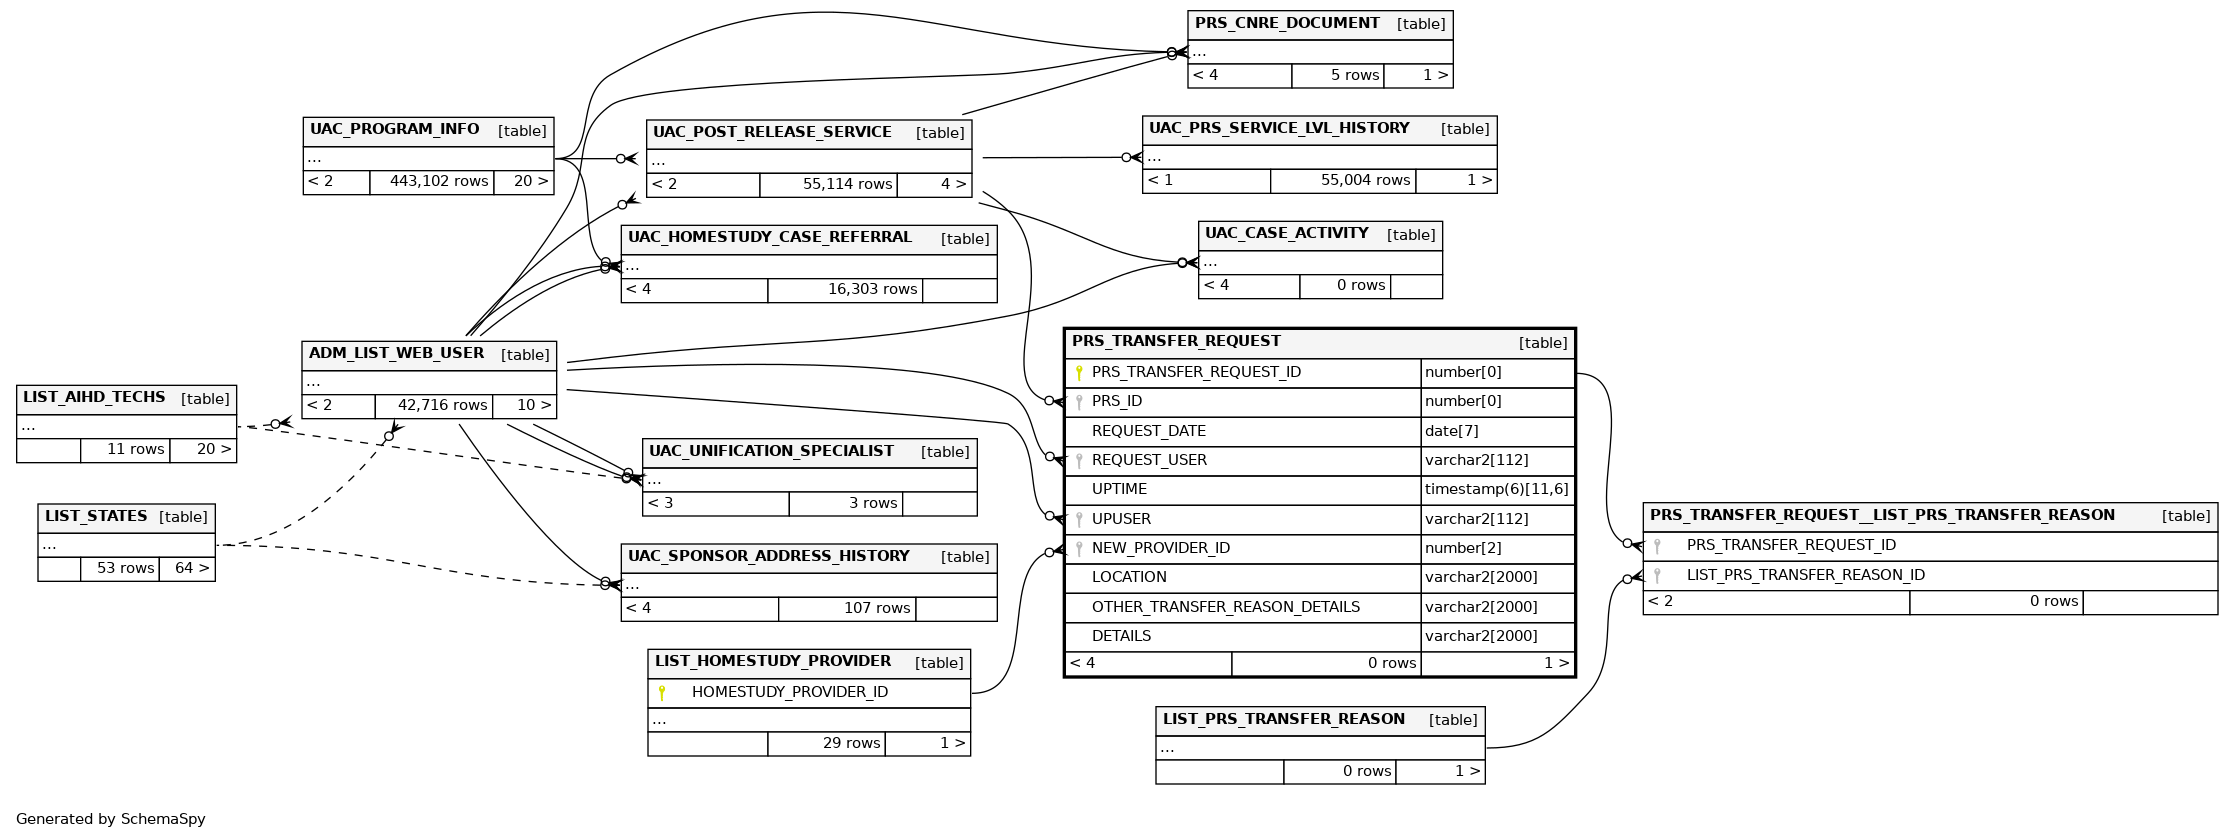 PRS_CNRE_DOCUMENT [table]
...
< 4 5 rows 1 >
UAC_PROGRAM_INFO [table]
...
< 2 443,102 rows 20 >
UAC_POST_RELEASE_SERVICE [table]
...
< 2 55,114 rows 4 >
UAC_PRS_SERVICE_LVL_HISTORY [table]
...
< 1 55,004 rows 1 >
UAC_HOMESTUDY_CASE_REFERRAL [table]
...
< 4 16,303 rows
UAC_CASE_ACTIVITY [table]
...
< 4 0 rows
ADM_LIST_WEB_USER [table]
...
< 2 42,716 rows 10 >
LIST_AIHD_TECHS [table]
...
11 rows 20 >
LIST_STATES [table]
...
53 rows 64 >
UAC_UNIFICATION_SPECIALIST [table]
...
< 3 3 rows
UAC_SPONSOR_ADDRESS_HISTORY [table]
...
< 4 107 rows
LIST_HOMESTUDY_PROVIDER [table]
HOMESTUDY_PROVIDER_ID
...
29 rows 1 >
PRS_TRANSFER_REQUEST [table]
PRS_TRANSFER_REQUEST_ID number[0]
PRS_ID number[0]
REQUEST_DATE date[7]
REQUEST_USER varchar2[112]
UPTIME timestamp(6)[11,6]
UPUSER varchar2[112]
NEW_PROVIDER_ID number[2]
LOCATION varchar2[2000]
OTHER_TRANSFER_REASON_DETAILS varchar2[2000]
DETAILS varchar2[2000]
< 4 0 rows 1 >
PRS_TRANSFER_REQUEST__LIST_PRS_TRANSFER_REASON [table]
PRS_TRANSFER_REQUEST_ID
LIST_PRS_TRANSFER_REASON_ID
< 2 0 rows
LIST_PRS_TRANSFER_REASON [table]
...
0 rows 1 >
Generated by SchemaSpy